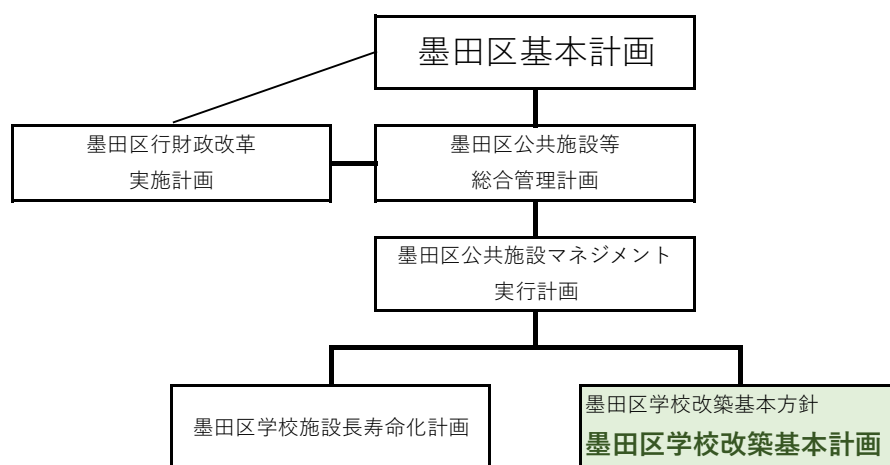 墨田区基本計画
墨田区行財政改革
実施計画
墨田区公共施設等
総合管理計画
墨田区公共施設マネジメント
実行計画
墨田区学校施設長寿命化計画
墨田区学校改築基本方針
墨田区学校改築基本計画